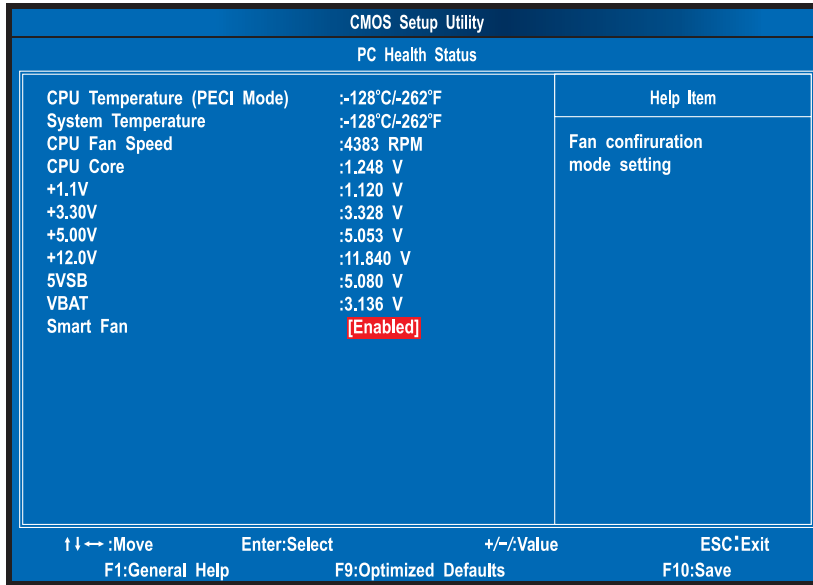 CMOS Setup Utility
PC Health Status
CPU Temperature (PECI Mode) :-128°C/-262°F
System Temperature :-128°C/-262°F
CPU Fan Speed :4383 RPM
CPU Core :1.248 V
+1.1V :1.120 V
+3.30V :3.328 V
+5.00V :5.053 V
+12.0V :11.840 V
5VSB :5.080 V
VBAT :3.136 V
Smart Fan [Enabled]
Help Item
Fan confiruration
mode setting
↑↓↔ :Move Enter:Select +/-/:Value ESC:Exit
F1:General Help F9:Optimized Defaults F10:Save